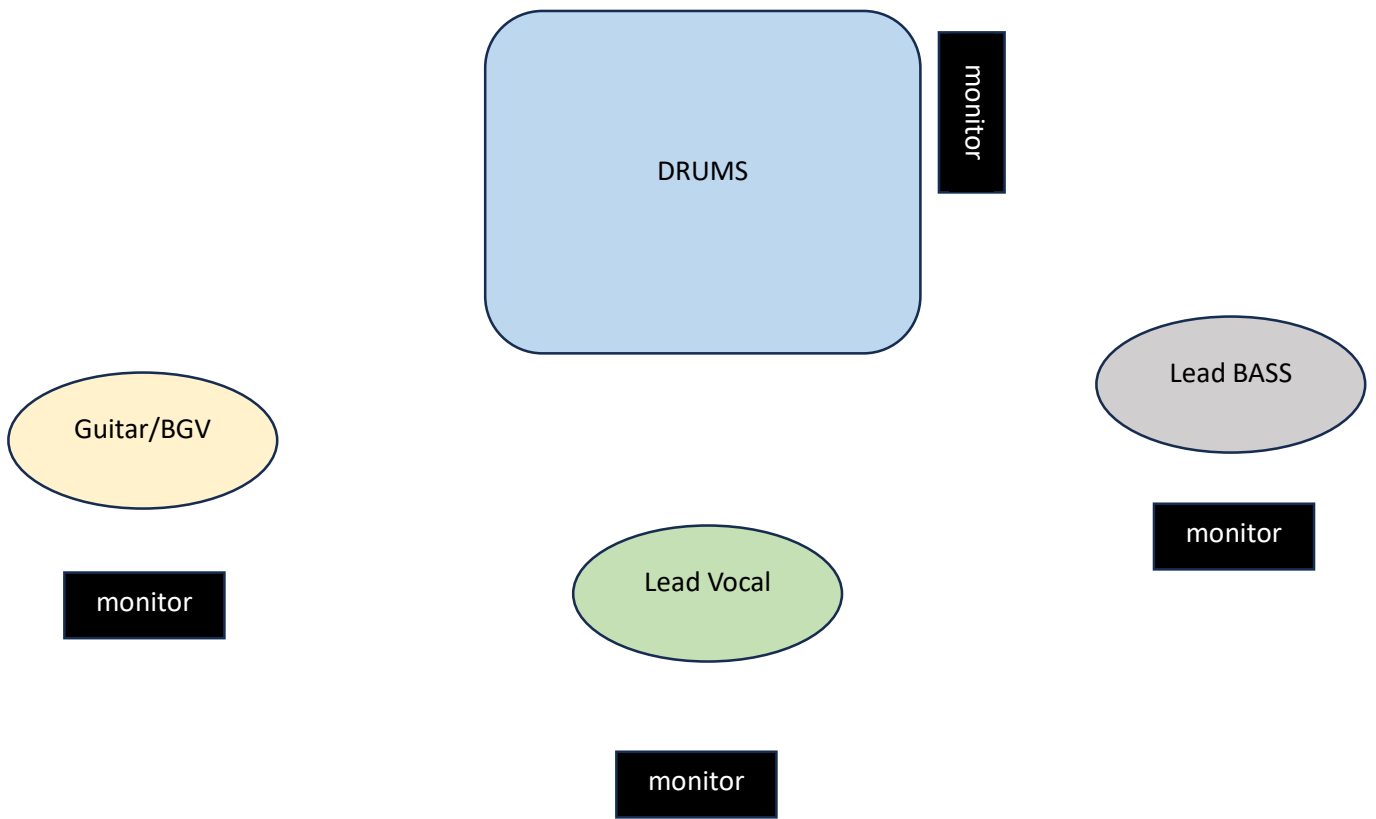 monitor
DRUMS
Lead BASS
Guitar/BGV
monitor
Lead Vocal
monitor
monitor